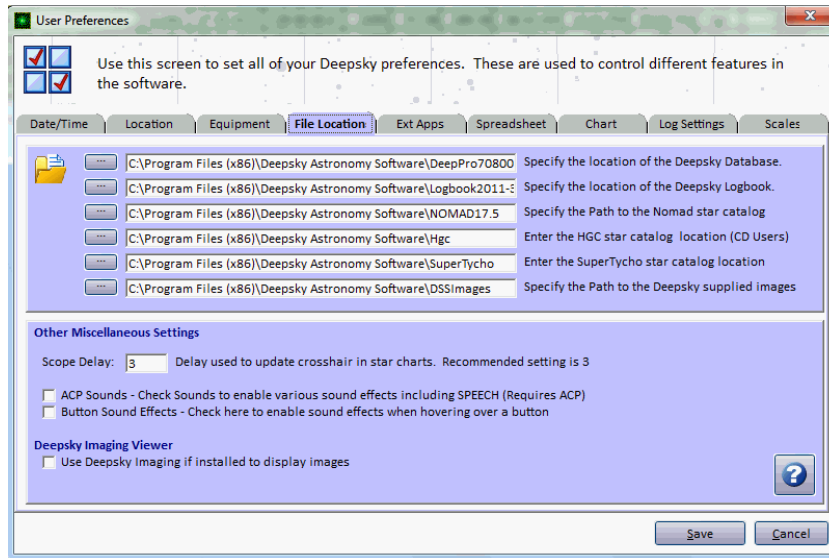 User Preferences
Use this screen to set all of your Deepsky preferences. These are used to control different features in
the software.
Date/Time Location Equipment File Location Ext Apps Spreadsheet Chart Log Settings Scales
... C:\Program Files (x86)\Deepsky Astronomy Software\DeepPro70800 Specify the location of the Deepsky Database.
... C:\Program Files (x86)\Deepsky Astronomy Software\Logbook2011-3 Specify the location of the Deepsky Logbook.
... C:\Program Files (x86)\Deepsky Astronomy Software\NOMAD17.5 Specify the Path to the Nomad star catalog
... C:\Program Files (x86)\Deepsky Astronomy Software\Hgc Enter the HGC star catalog location (CD Users)
... C:\Program Files (x86)\Deepsky Astronomy Software\SuperTycho Enter the SuperTycho star catalog location
... C:\Program Files (x86)\Deepsky Astronomy Software\DSSImages Specify the Path to the Deepsky supplied images
Other Miscellaneous Settings
Scope Delay: 3 Delay used to update crosshair in star charts. Recommended setting is 3
ACP Sounds - Check Sounds to enable various sound effects including SPEECH (Requires ACP)
Button Sound Effects - Check here to enable sound effects when hovering over a button
Deepsky Imaging Viewer
Use Deepsky Imaging if installed to display images
?
Save Cancel